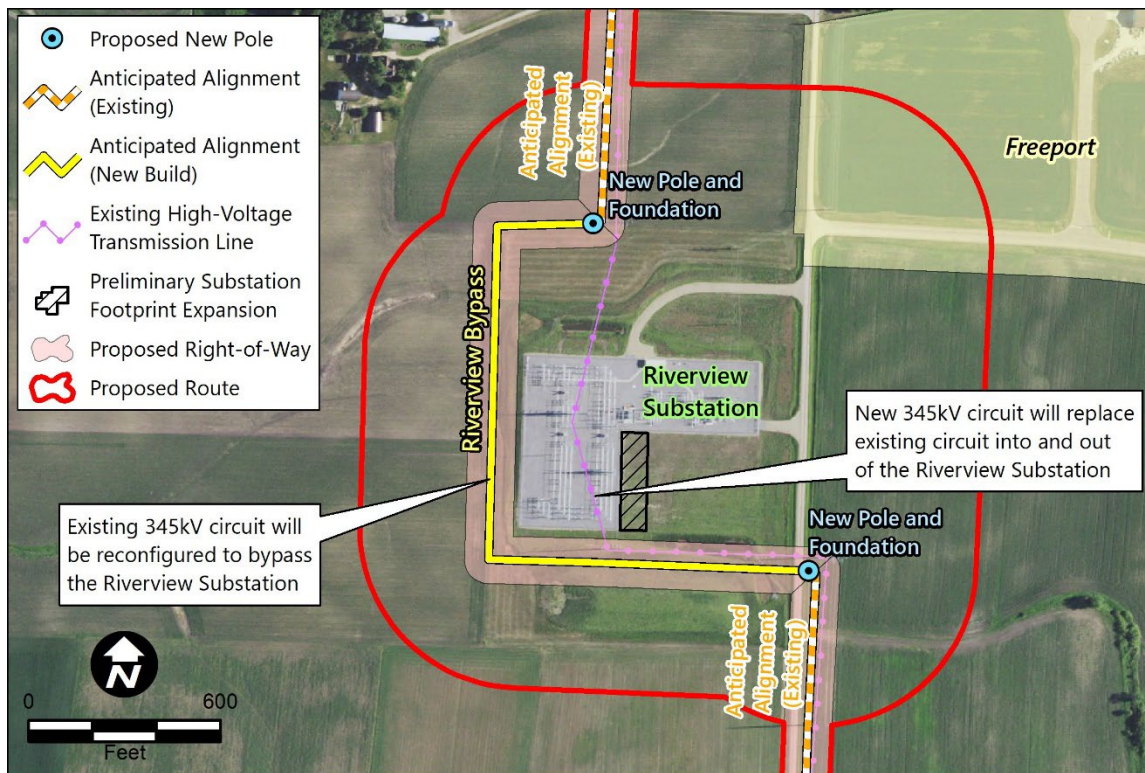 Proposed New Pole
Anticipated Alignment
(Existing)
Anticipated Alignment
(New Build)
Existing High-Voltage
Transmission Line
Preliminary Substation
Footprint Expansion
Proposed Right-of-Way
Proposed Route
Anticipated
Alignment
(Existing)
Freeport
New Pole and
Foundation
Riverview Bypass
Riverview
Substation
New 345kV circuit will replace
existing circuit into and out
of the Riverview Substation
Existing 345kV circuit will
be reconfigured to bypass
the Riverview Substation
New Pole and
Foundation
Anticipated
Alignment
(Existing)
N
0 600
Feet